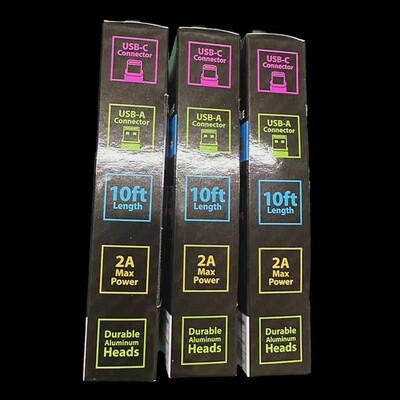 USB-C
Connector
USB-A
Connector
10ft
Length
2A
Max
Power
Durable
Aluminum
Heads
USB-C
Connector
USB-A
Connector
10ft
Length
2A
Max
Power
Durable
Aluminum
Heads
LE
USB-C
Connector
USB-A
Connector
10ft
Length
2A
Max
Power
Durable
Aluminum
Heads